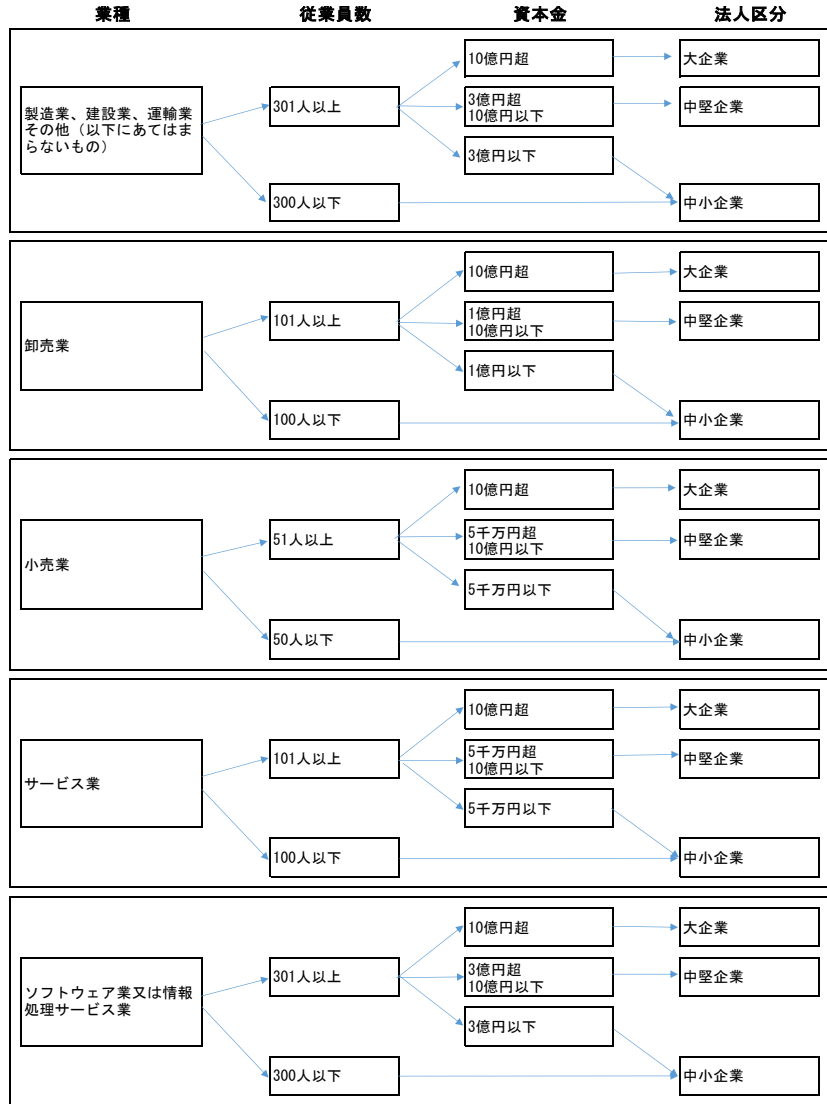 業種 従業員数 資本金 法人区分
10億円超 大企業
製造業、建設業、運輸業
その他（以下にあてはま
らないもの）
301人以上
3億円超
10億円以下
中堅企業
3億円以下
300人以下 中小企業
10億円超 大企業
卸売業
101人以上
1億円超
10億円以下
中堅企業
1億円以下
100人以下 中小企業
10億円超 大企業
小売業
51人以上
5千万円超
10億円以下
中堅企業
5千万円以下
50人以下 中小企業
10億円超 大企業
サービス業
101人以上
5千万円超
10億円以下
中堅企業
5千万円以下
100人以下 中小企業
10億円超 大企業
ソフトウェア業又は情報
処理サービス業
301人以上
3億円超
10億円以下
中堅企業
3億円以下
300人以下 中小企業